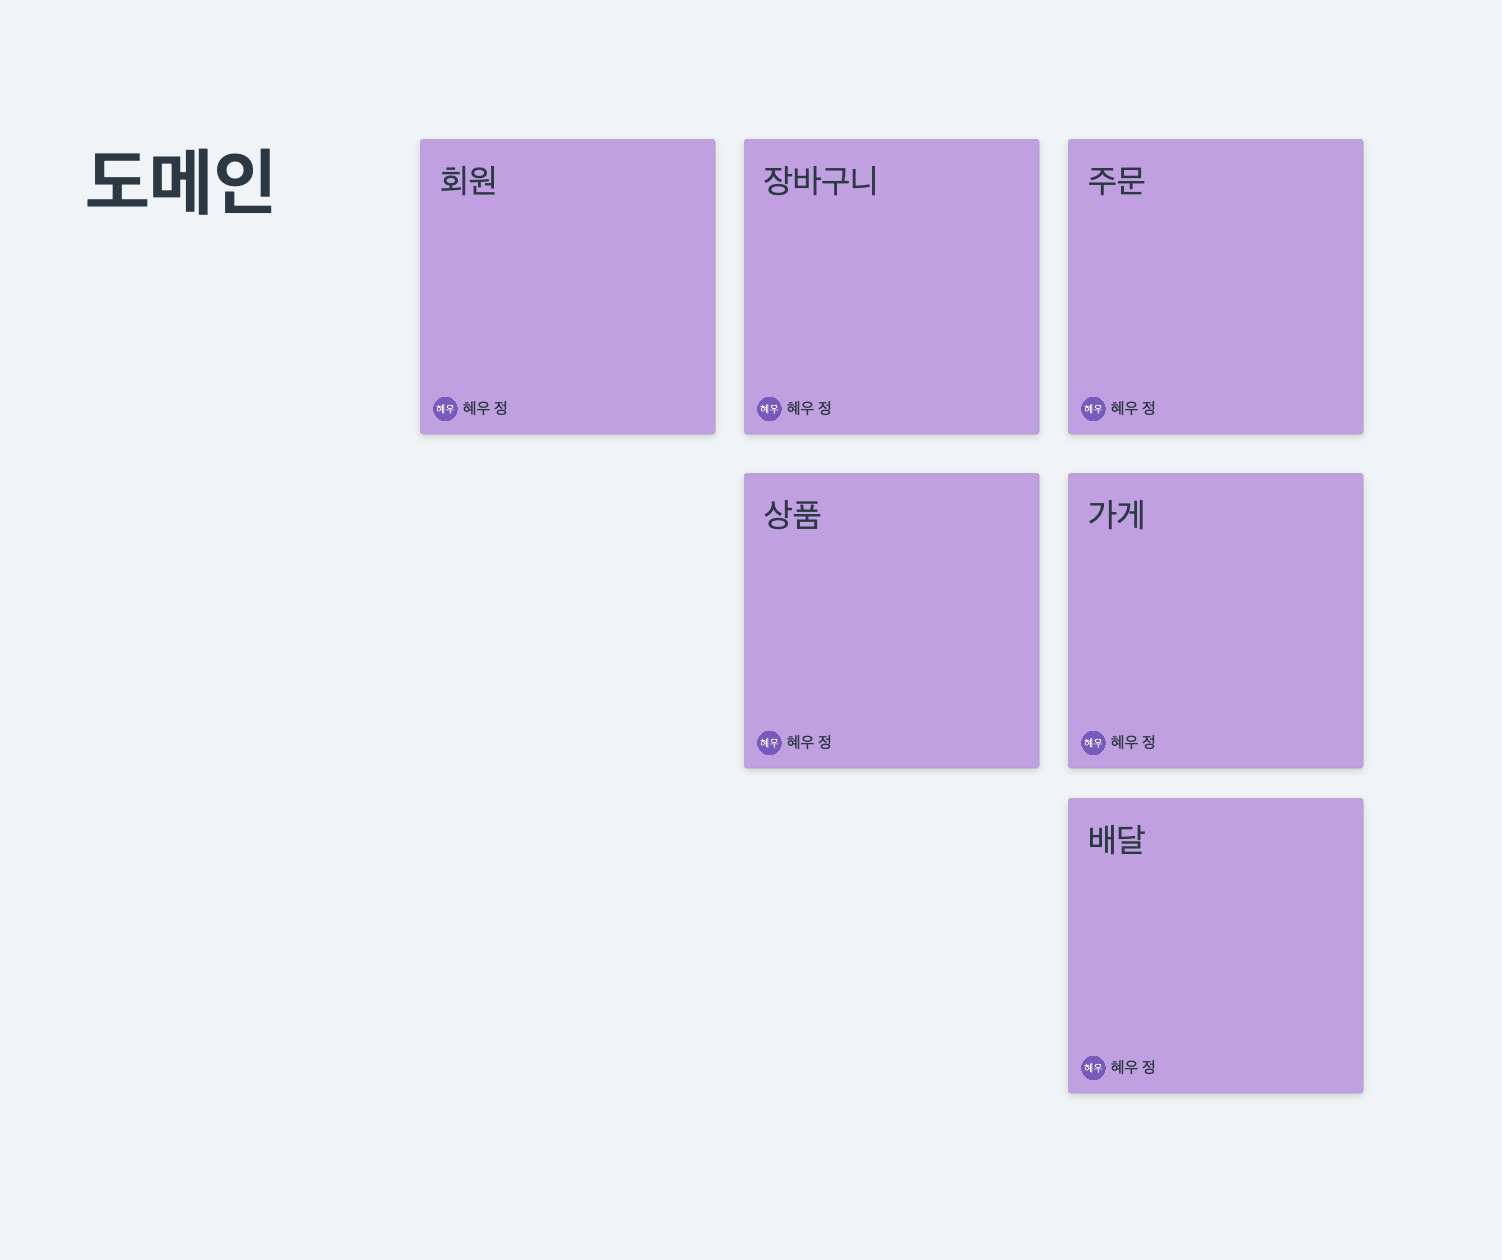 도메인
회원
혜우 혜우 정
장바구니
혜우 혜우 정
주문
혜우 혜우 정
상품
혜우 혜우 정
가게
혜우 혜우 정
배달
혜우 혜우 정